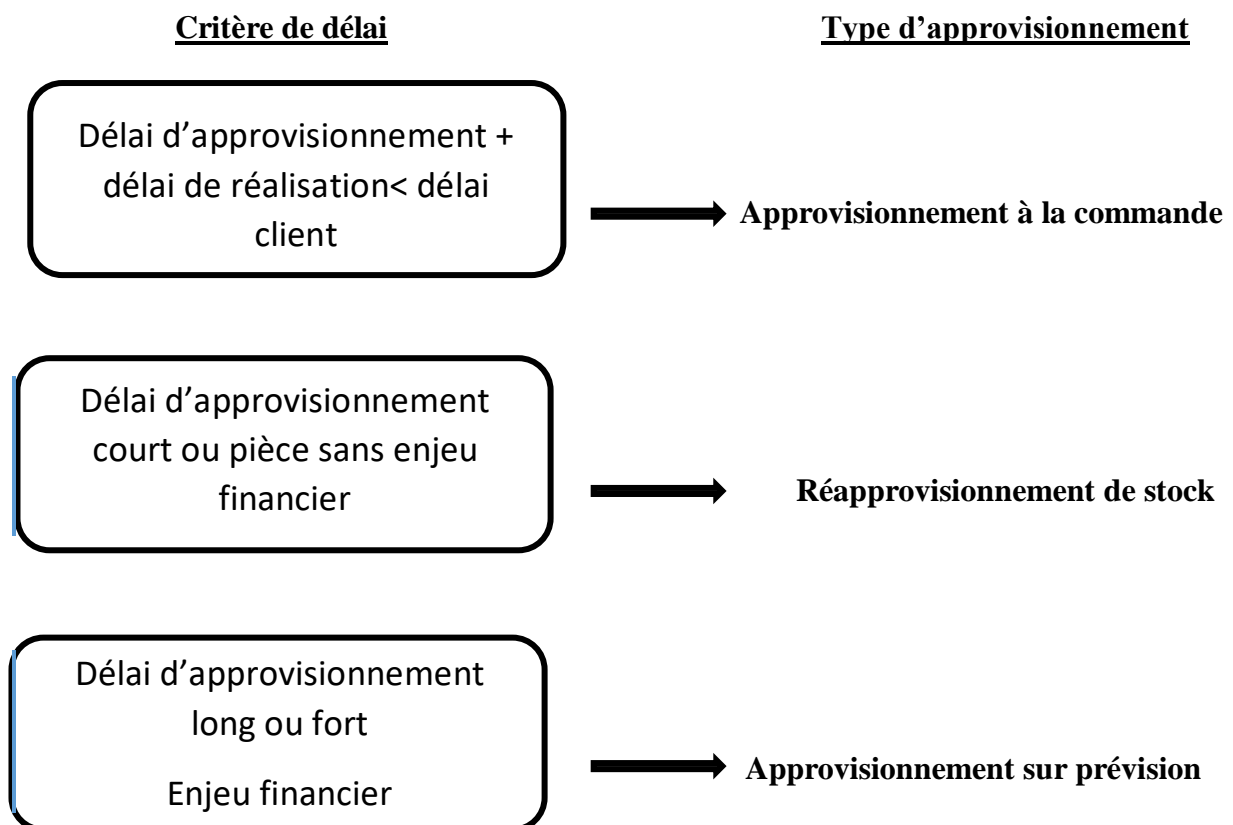 Critère de délai
Type d’approvisionnement
Délai d’approvisionnement +
délai de réalisation< délai
client
Approvisionnement à la commande
Délai d’approvisionnement
court ou pièce sans enjeu
financier
Réapprovisionnement de stock
Délai d’approvisionnement
long ou fort
Enjeu financier
Approvisionnement sur prévision